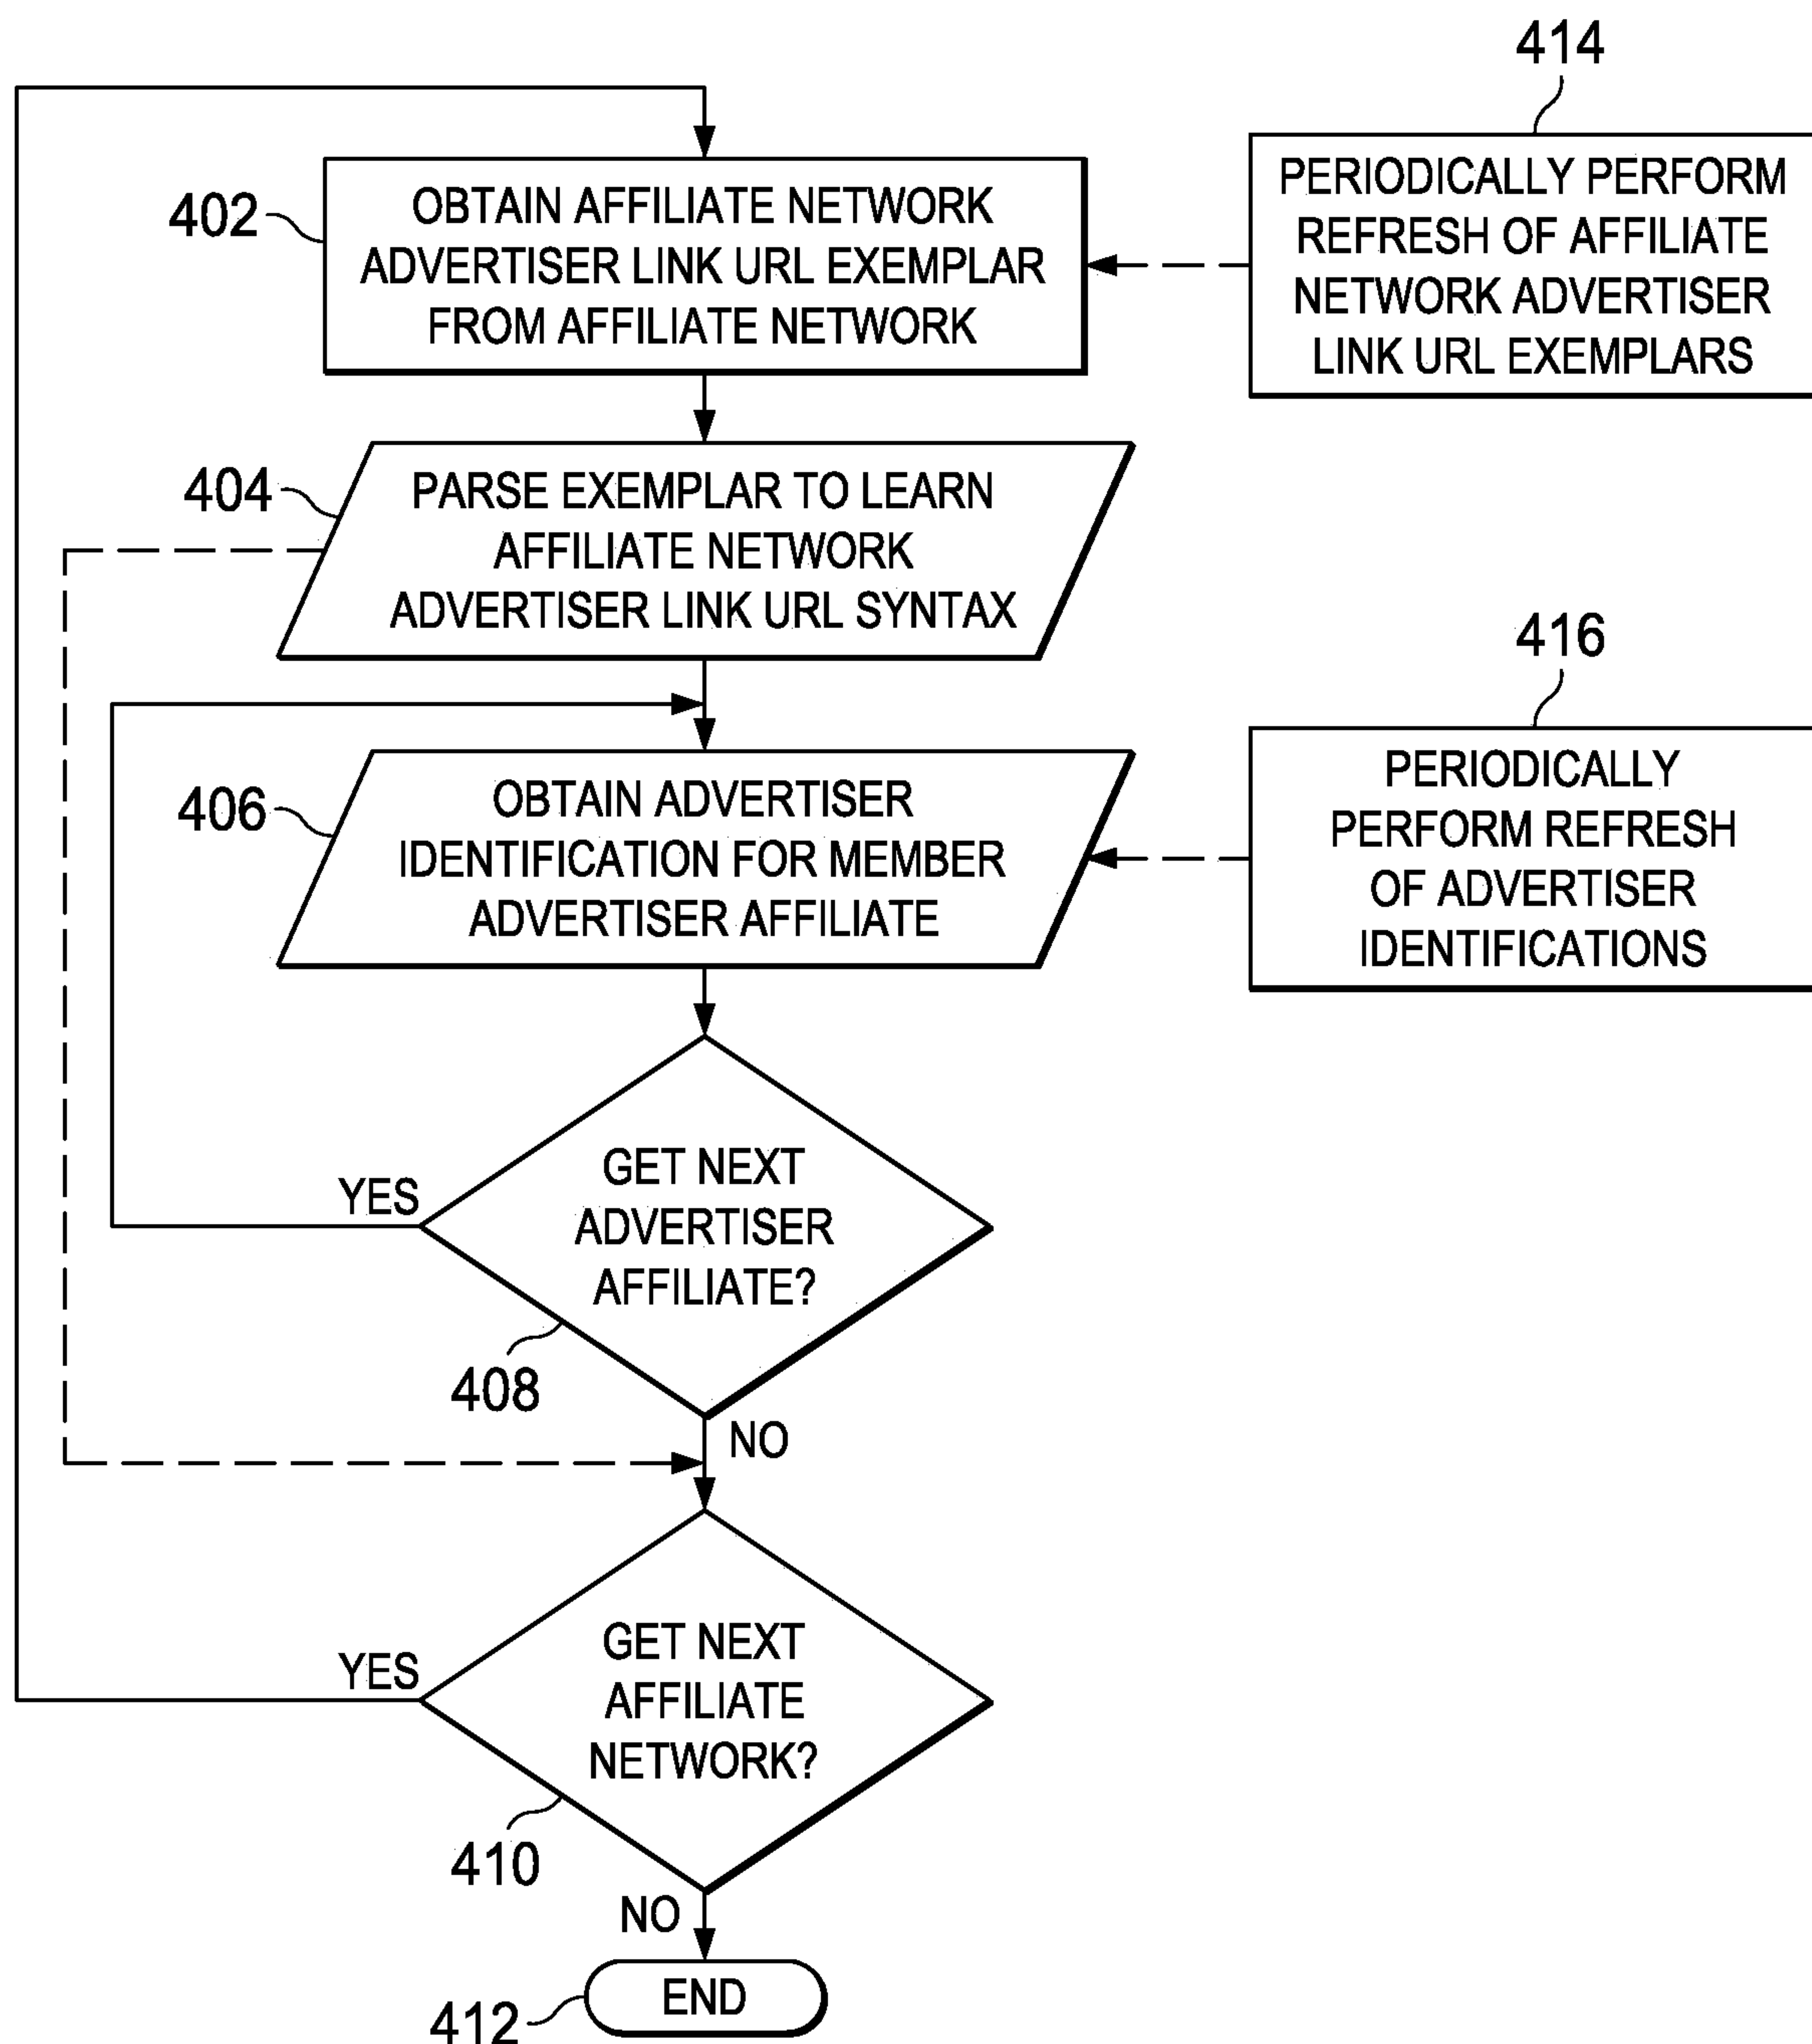 414
402
OBTAIN AFFILIATE NETWORK
ADVERTISER LINK URL EXEMPLAR
FROM AFFILIATE NETWORK
PERIODICALLY PERFORM
REFRESH OF AFFILIATE
NETWORK ADVERTISER
LINK URL EXEMPLARS
404
PARSE EXEMPLAR TO LEARN
AFFILIATE NETWORK
ADVERTISER LINK URL SYNTAX
416
406
OBTAIN ADVERTISER
IDENTIFICATION FOR MEMBER
ADVERTISER AFFILIATE
PERIODICALLY
PERFORM REFRESH
OF ADVERTISER
IDENTIFICATIONS
YES
GET NEXT
ADVERTISER
AFFILIATE?
408
NO
YES
GET NEXT
AFFILIATE
NETWORK?
410
NO
END
412